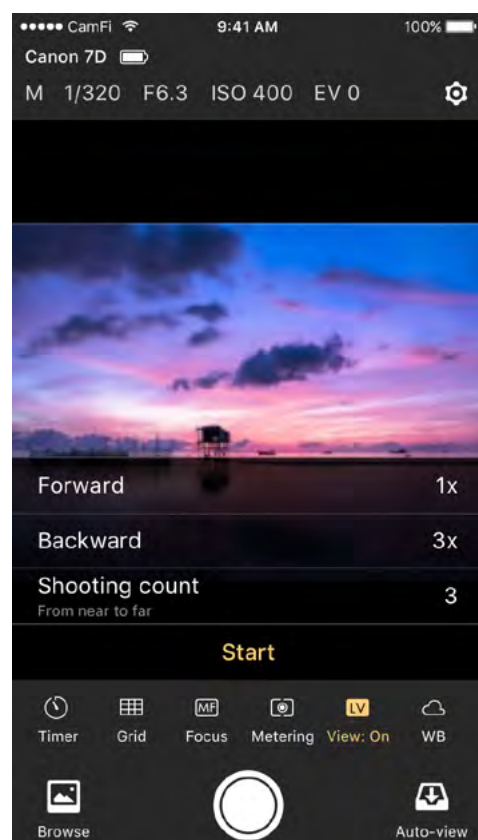 CamFi 9:41 AM 100%
Canon 7D
M 1/320 F6.3 ISO 400 EV 0
Forward 1x
Backward 3x
Shooting count 3
From near to far
Start
MF LV
Timer Grid Focus Metering View: On WB
Browse Auto-view